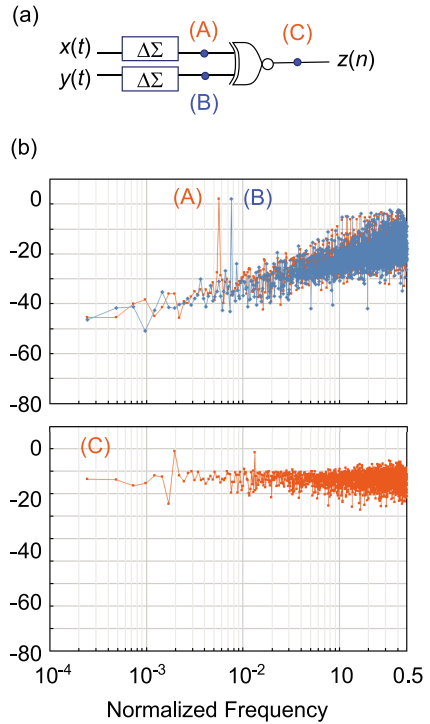 (a)
(A) (C)
x(t) ΔΣ z(n)
y(t) ΔΣ
(B)
(b)
0
(A) (B)
-20
-40
-60
-80
(C)
0
-20
-40
-60
-80
10⁻⁴ 10⁻³ 10⁻² 10 0.5
Normalized Frequency